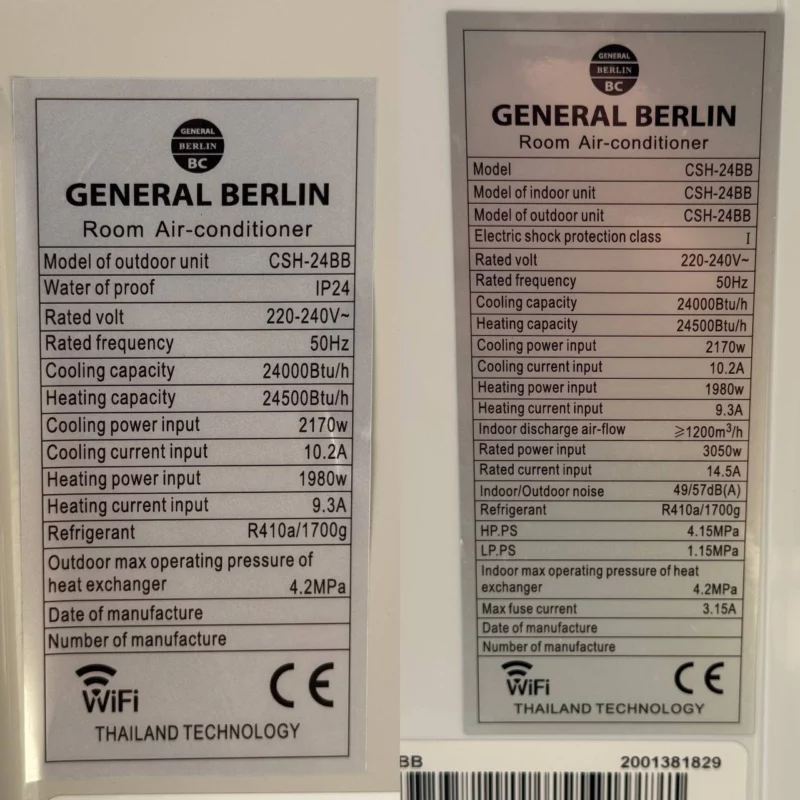 GENERAL
BERLIN
BC
GENERAL BERLIN
Room Air-conditioner
Model of outdoor unit CSH-24BB
Water of proof IP24
Rated volt 220-240V~
Rated frequency 50Hz
Cooling capacity 24000Btu/h
Heating capacity 24500Btu/h
Cooling power input 2170w
Cooling current input 10.2A
Heating power input 1980w
Heating current input 9.3A
Refrigerant R410a/1700g
Outdoor max operating pressure of
heat exchanger 4.2MPa
Date of manufacture
Number of manufacture
WiFi CE
THAILAND TECHNOLOGY
GENERAL
BERLIN
BC
GENERAL BERLIN
Room Air-conditioner
Model CSH-24BB
Model of indoor unit CSH-24BB
Model of outdoor unit CSH-24BB
Electric shock protection class I
Rated volt 220-240V~
Rated frequency 50Hz
Cooling capacity 24000Btu/h
Heating capacity 24500Btu/h
Cooling power input 2170w
Cooling current input 10.2A
Heating power input 1980w
Heating current input 9.3A
Indoor discharge air-flow ≥1200m³/h
Rated power input 3050w
Rated current input 14.5A
Indoor/Outdoor noise 49/57dB(A)
Refrigerant R410a/1700g
HP.PS 4.15MPa
LP.PS 1.15MPa
Indoor max operating pressure of heat
exchanger 4.2MPa
Max fuse current 3.15A
Date of manufacture
Number of manufacture
WiFi CE
THAILAND TECHNOLOGY
BB 2001381829